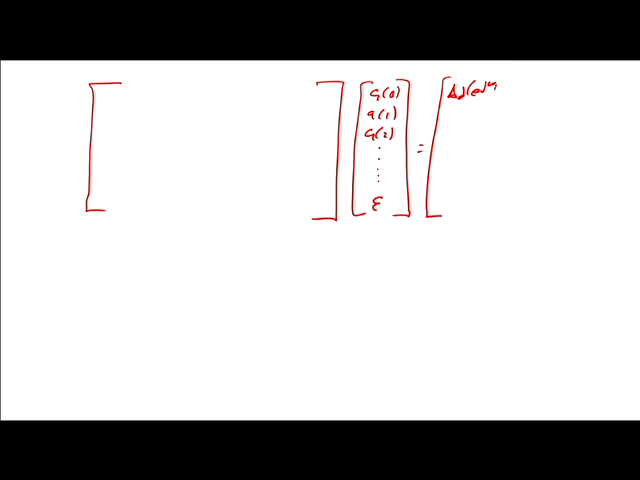 q(0)
q(1)
q(2)
ε
=